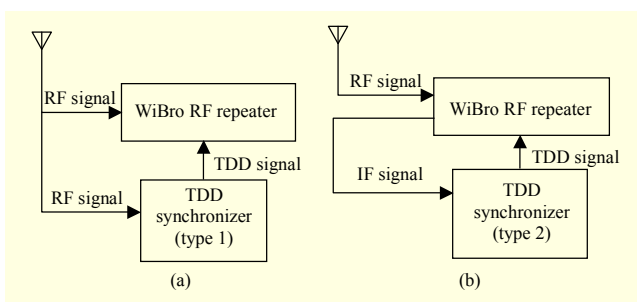 RF signal
WiBro RF repeater
TDD signal
RF signal
TDD
synchronizer
(type 1)
(a)
RF signal
WiBro RF repeater
TDD signal
IF signal
TDD
synchronizer
(type 2)
(b)